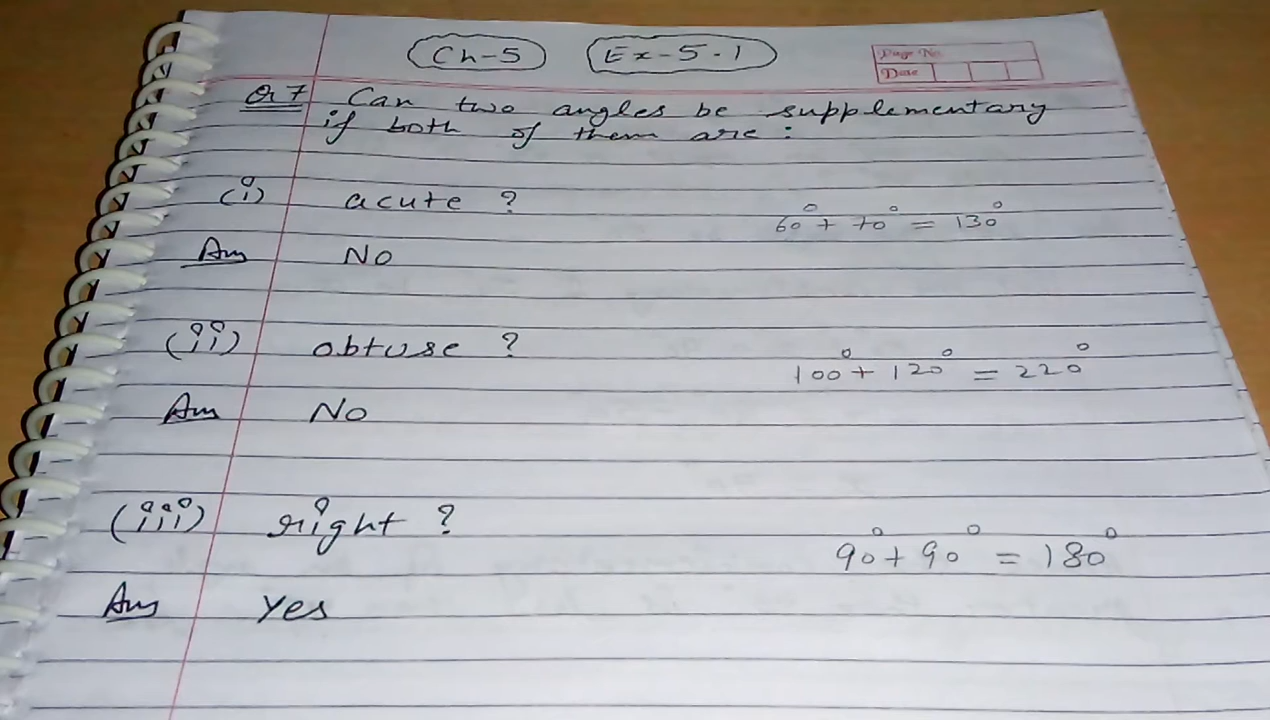 Ch-5 Ex-5.1
Page No.
Date
Q.7 Can two angles be supplementary
if both of them are:
(i) acute ? 60° + 70° = 130°
Ans No
(ii) obtuse ? 100° + 120° = 220°
Ans No
(iii) right ? 90° + 90° = 180°
Ans Yes